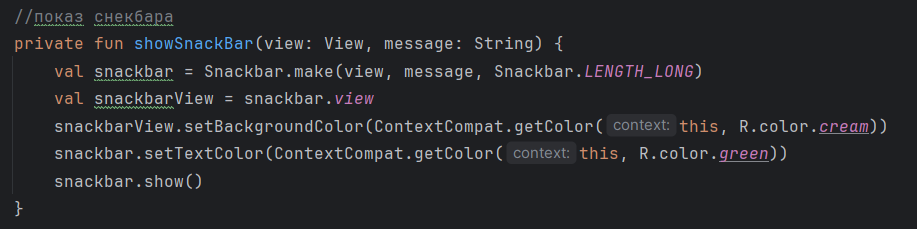 //показ снекбара
private fun showSnackBar(view: View, message: String) {
    val snackbar = Snackbar.make(view, message, Snackbar.LENGTH_LONG)
    val snackbarView = snackbar.view
    snackbarView.setBackgroundColor(ContextCompat.getColor( context: this, R.color.cream))
    snackbar.setTextColor(ContextCompat.getColor( context: this, R.color.green))
    snackbar.show()
}